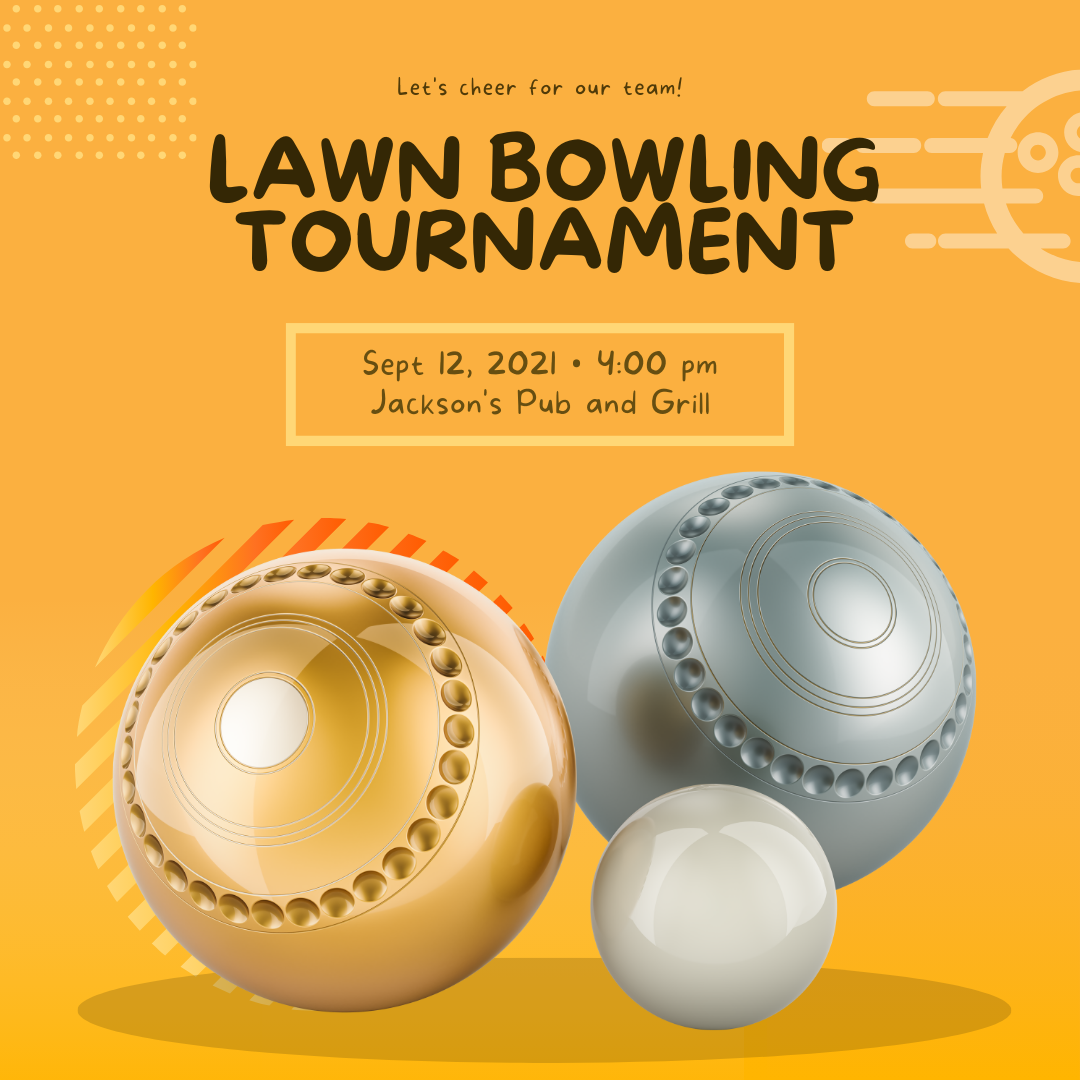 Let's cheer for our team!
LAWN BOWLING
TOURNAMENT
Sept 12, 2021 • 4:00 pm
Jackson's Pub and Grill